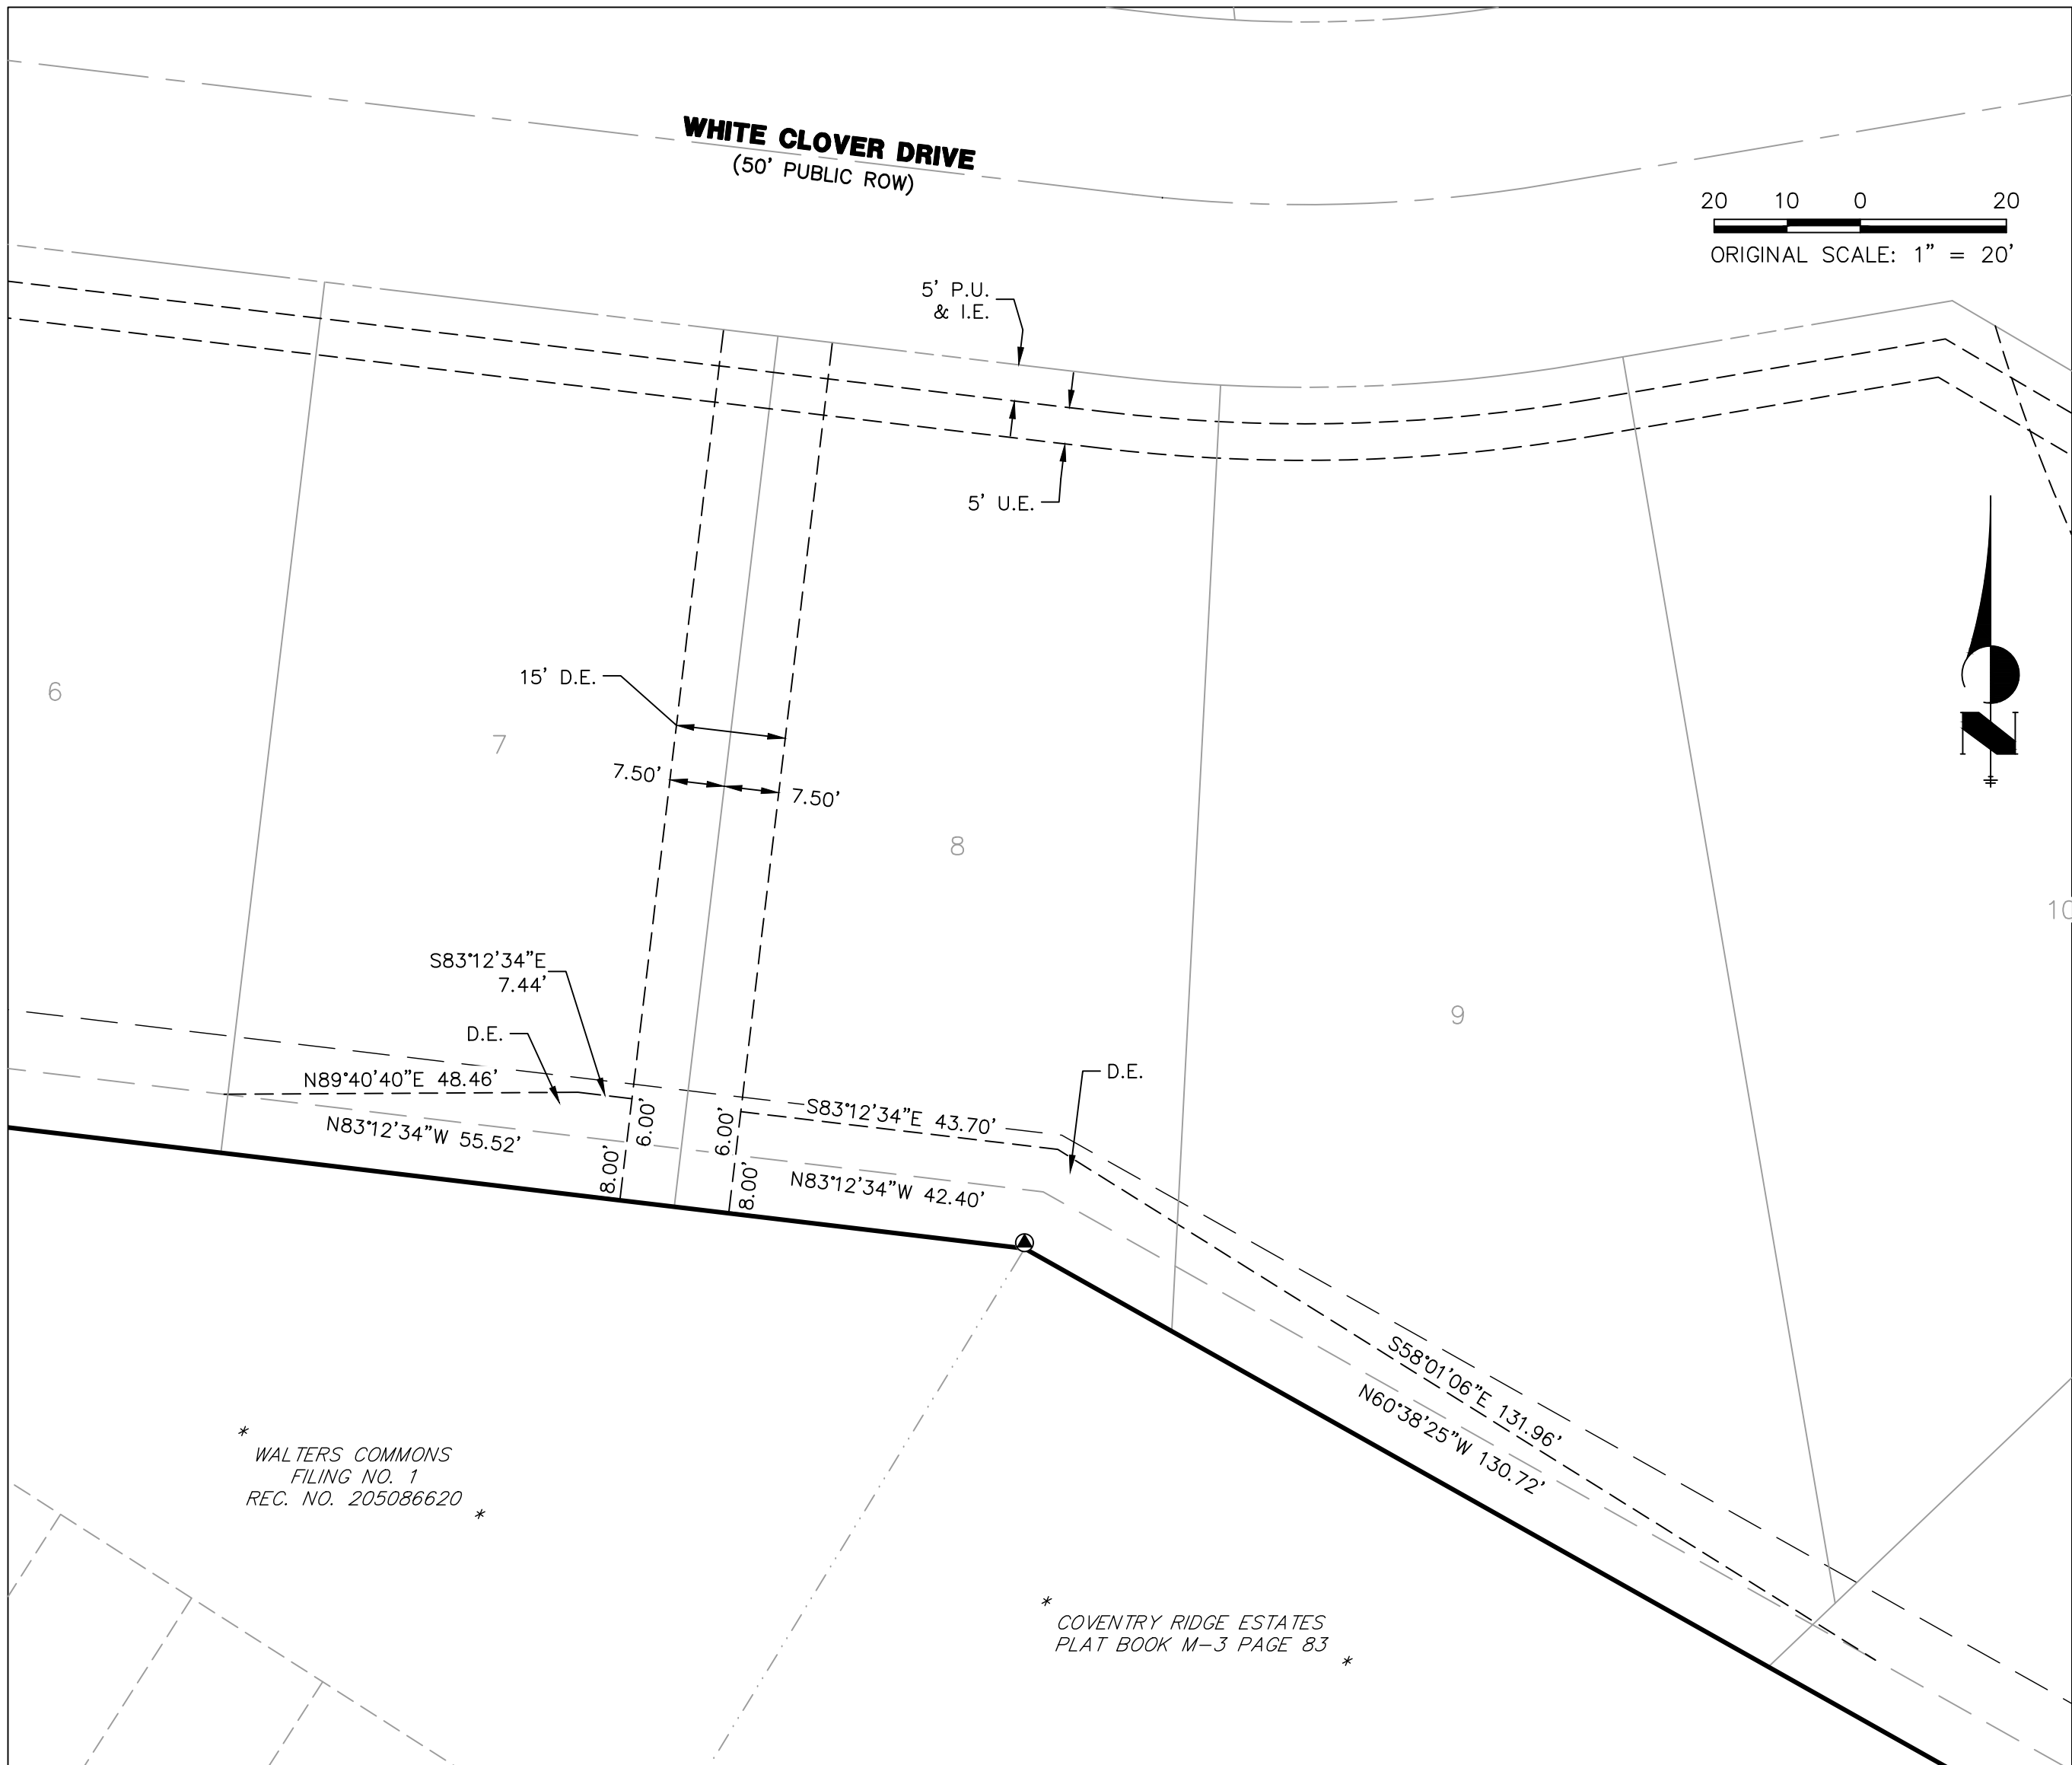 WHITE CLOVER DRIVE
(50' PUBLIC ROW)
20 10 0 20
ORIGINAL SCALE: 1" = 20'
5' P.U.
& I.E.
5' U.E.
15' D.E.
6
7
7.50'
7.50'
8
N
10
S83°12'34"E
7.44'
9
D.E.
D.E.
N89°40'40"E 48.46'
S83°12'34"E 43.70'
N83°12'34"W 55.52'
6.00'
6.00'
8.00'
8.00'
N83°12'34"W 42.40'
S58°01'06"E 131.96'
N60°38'25"W 130.72'
*
WALTERS COMMONS
FILING NO. 1
REC. NO. 205086620
*
*
COVENTRY RIDGE ESTATES
PLAT BOOK M-3 PAGE 83
*